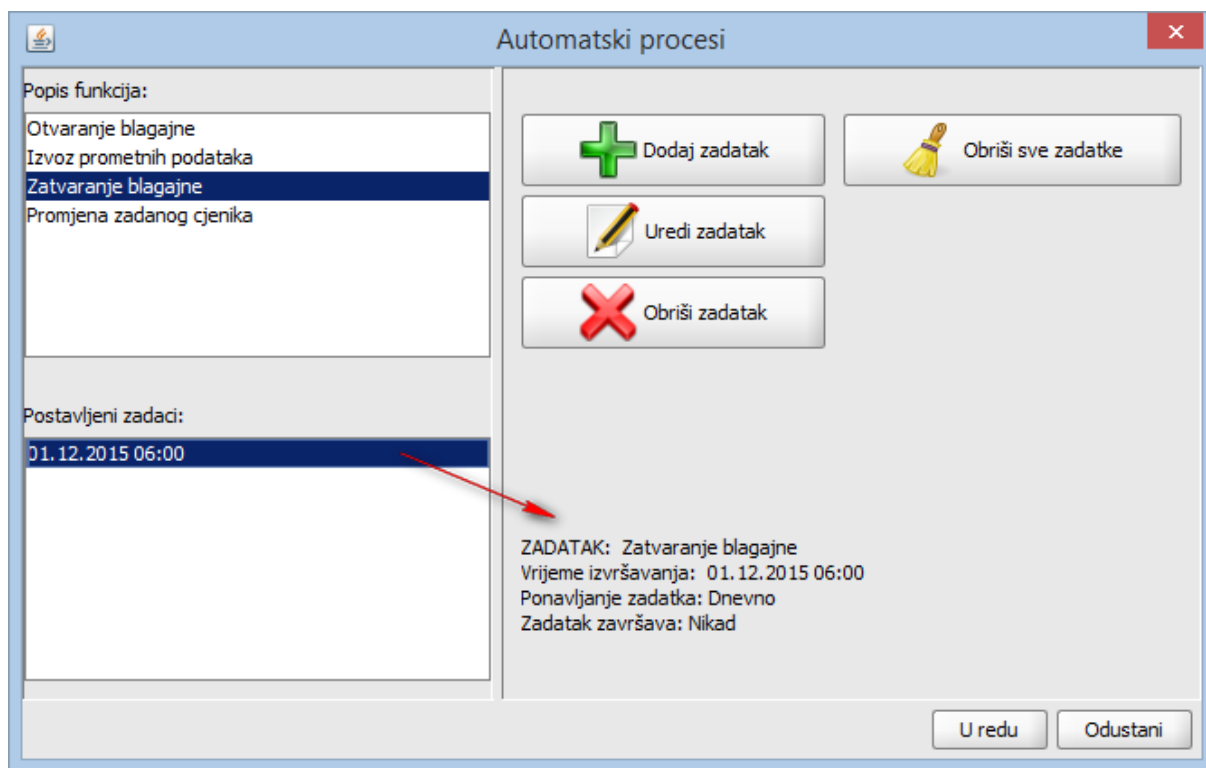 Automatski procesi
Popis funkcija:
Otvaranje blagajne
Izvoz prometnih podataka
Zatvaranje blagajne
Promjena zadanog cjenika
Dodaj zadatak
Obriši sve zadatke
Uredi zadatak
Obriši zadatak
Postavljeni zadaci:
01.12.2015 06:00
ZADATAK: Zatvaranje blagajne
Vrijeme izvršavanja: 01.12.2015 06:00
Ponavljanje zadatka: Dnevno
Zadatak završava: Nikad
U redu
Odustani